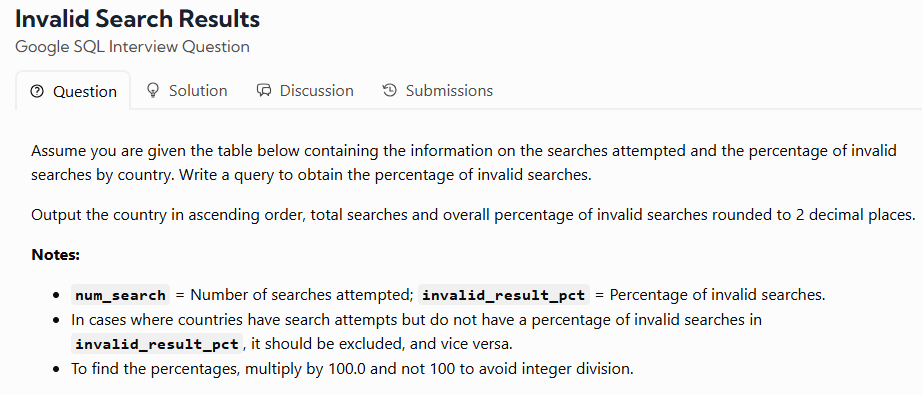 Invalid Search Results
Google SQL Interview Question
Question Solution Discussion Submissions
Assume you are given the table below containing the information on the searches attempted and the percentage of invalid
searches by country. Write a query to obtain the percentage of invalid searches.
Output the country in ascending order, total searches and overall percentage of invalid searches rounded to 2 decimal places.
Notes:
• num_search = Number of searches attempted; invalid_result_pct = Percentage of invalid searches.
• In cases where countries have search attempts but do not have a percentage of invalid searches in
invalid_result_pct, it should be excluded, and vice versa.
• To find the percentages, multiply by 100.0 and not 100 to avoid integer division.